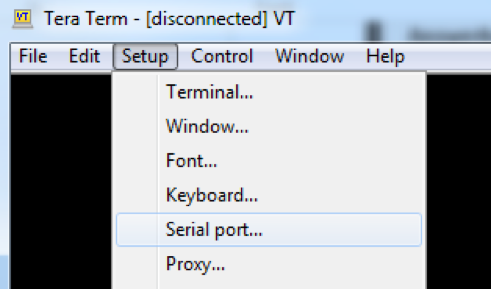 VT Tera Term - [disconnected] VT
File Edit Setup Control Window Help
Terminal...
Window...
Font...
Keyboard...
Serial port...
Proxy...